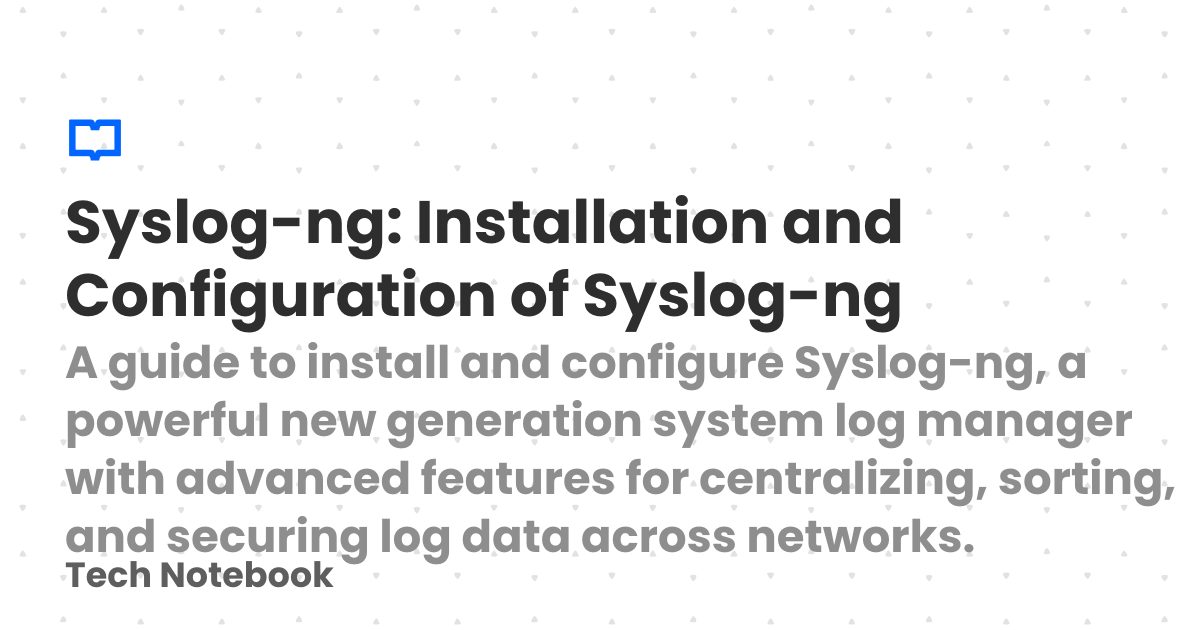 Syslog-ng: Installation and
Configuration of Syslog-ng
A guide to install and configure Syslog-ng, a
powerful new generation system log manager
with advanced features for centralizing, sorting,
and securing log data across networks.
Tech Notebook